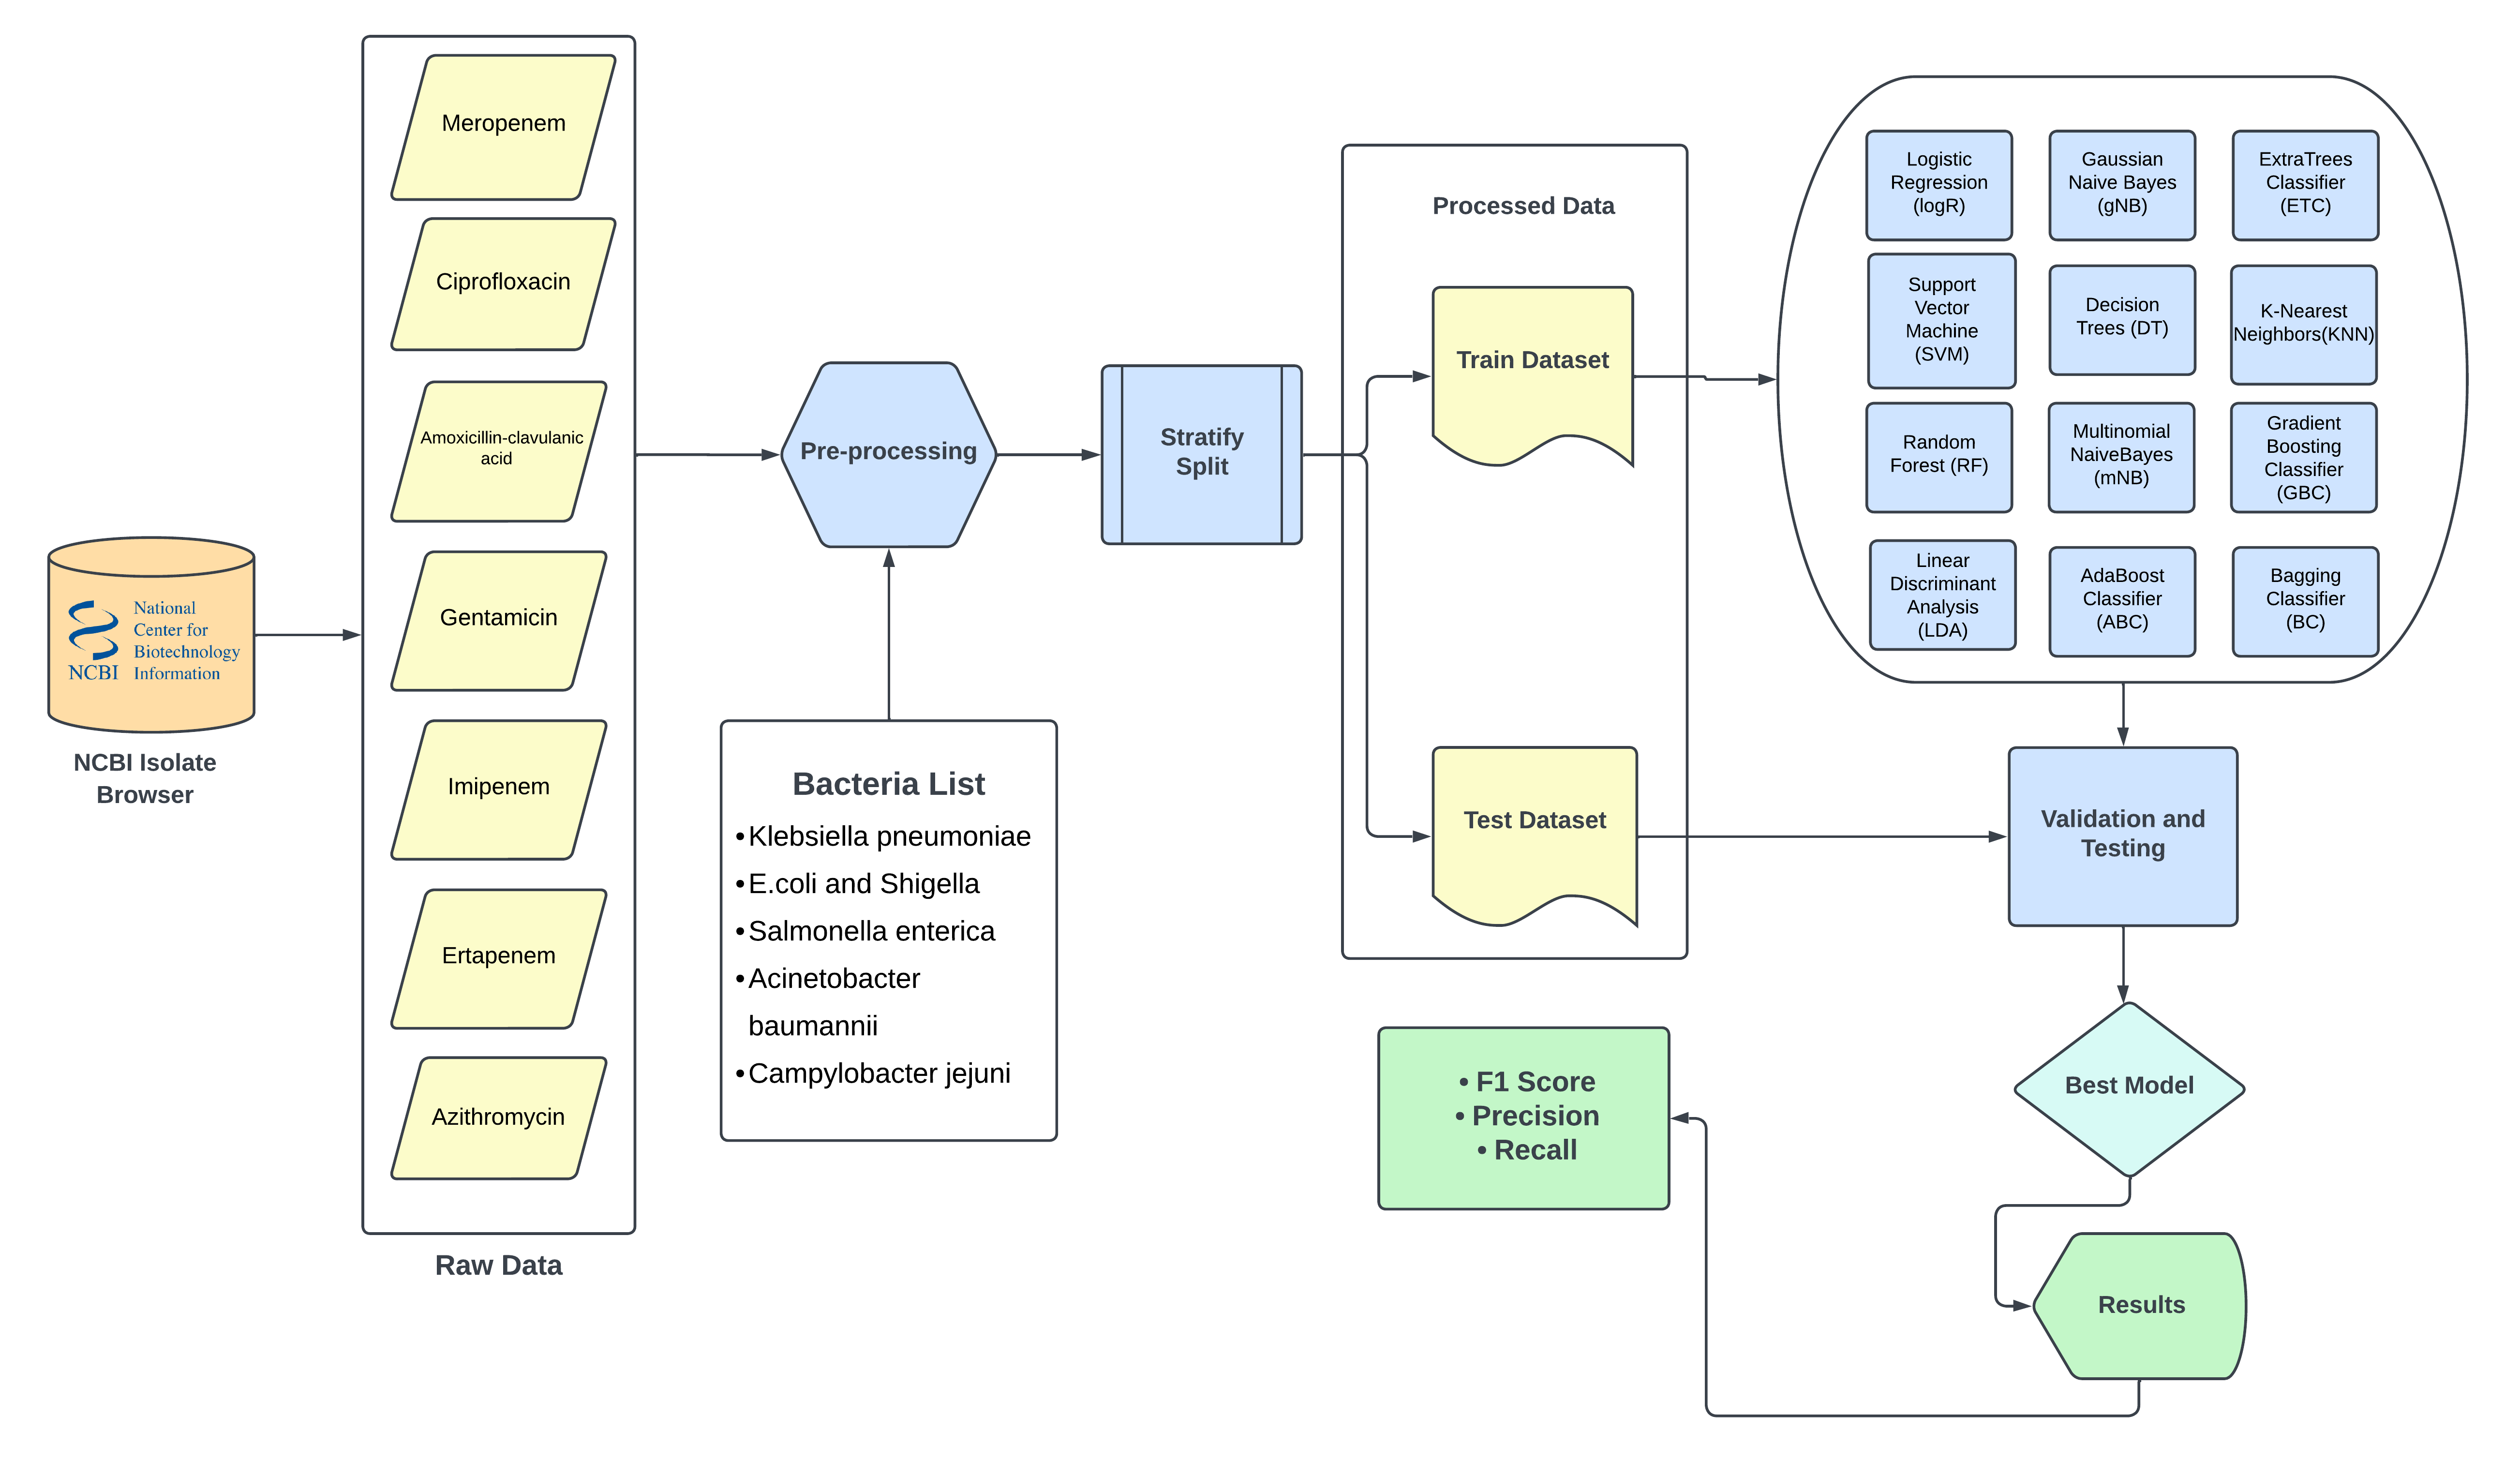 Meropenem
Ciprofloxacin
Amoxicillin-clavulanic
acid
Gentamicin
Imipenem
Ertapenem
Azithromycin
Raw Data
National
Center for
Biotechnology
Information
NCBI
NCBI Isolate
Browser
Pre-processing
Bacteria List
• Klebsiella pneumoniae
• E.coli and Shigella
• Salmonella enterica
• Acinetobacter
baumannii
• Campylobacter jejuni
Stratify
Split
Processed Data
Train Dataset
Test Dataset
Logistic
Regression
(logR)
Gaussian
Naive Bayes
(gNB)
ExtraTrees
Classifier
(ETC)
Support
Vector
Machine
(SVM)
Decision
Trees (DT)
K-Nearest
Neighbors(KNN)
Random
Forest (RF)
Multinomial
NaiveBayes
(mNB)
Gradient
Boosting
Classifier
(GBC)
Linear
Discriminant
Analysis
(LDA)
AdaBoost
Classifier
(ABC)
Bagging
Classifier
(BC)
Validation and
Testing
Best Model
Results
• F1 Score
• Precision
• Recall